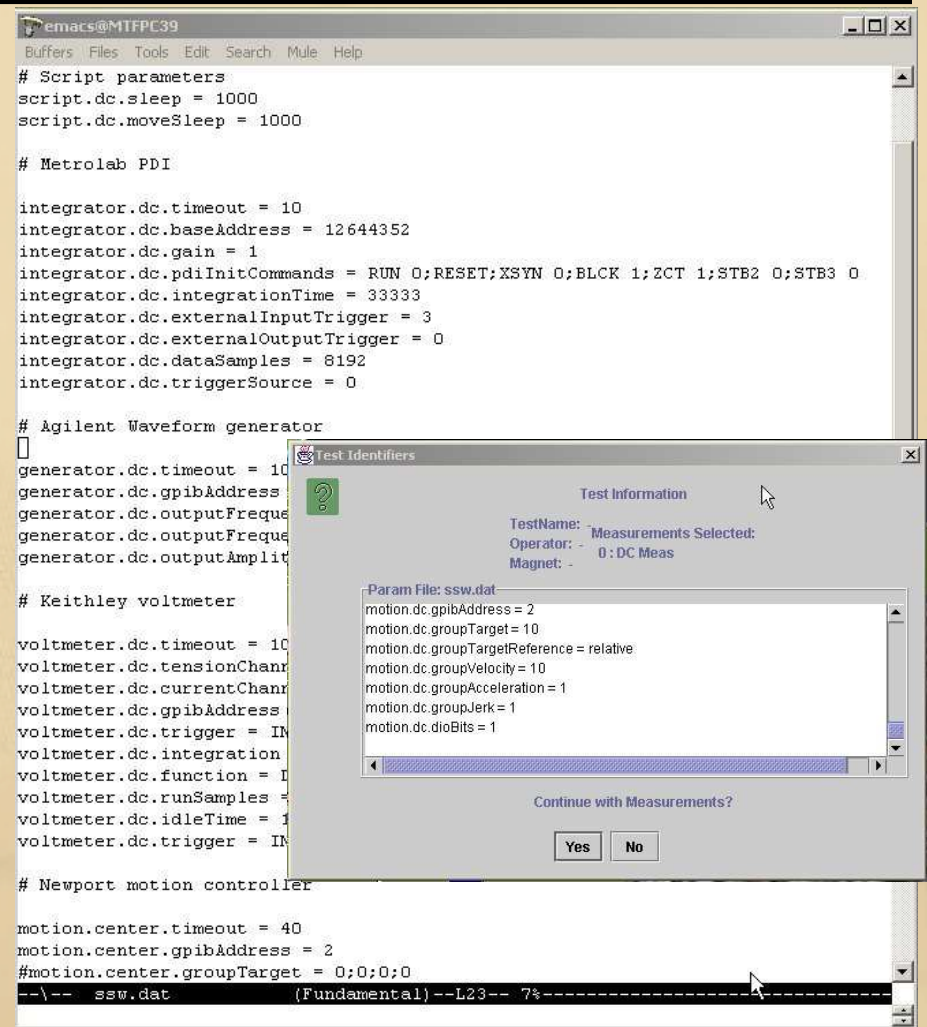 emacs@MTFPC39
Buffers Files Tools Edit Search Mule Help
# Script parameters
script.dc.sleep = 1000
script.dc.moveSleep = 1000
# Metrolab PDI
integrator.dc.timeout = 10
integrator.dc.baseAddress = 12644352
integrator.dc.gain = 1
integrator.dc.pdiInitCommands = RUN 0;RESET;XSYN 0;BLCK 1;ZCT 1;STB2 0;STB3 0
integrator.dc.integrationTime = 33333
integrator.dc.externalInputTrigger = 3
integrator.dc.externalOutputTrigger = 0
integrator.dc.dataSamples = 8192
integrator.dc.triggerSource = 0
# Agilent Waveform generator
generator.dc.timeout = 10
generator.dc.gpibAddress
generator.dc.outputFreque
generator.dc.outputFreque
generator.dc.outputAmplit
# Keithley voltmeter
voltmeter.dc.timeout = 10
voltmeter.dc.tensionChann
voltmeter.dc.currentChann
voltmeter.dc.gpibAddress
voltmeter.dc.trigger = IM
voltmeter.dc.integration
voltmeter.dc.function = D
voltmeter.dc.runSamples =
voltmeter.dc.idleTime = 1
voltmeter.dc.trigger = IM
# Newport motion controller
motion.center.timeout = 40
motion.center.gpibAddress = 2
#motion.center.groupTarget = 0;0;0;0
--\-- ssw.dat (Fundamental)--L23-- 7%--------------------------------
Test Identifiers
Test Information
TestName: -
Operator: -
Magnet: -
Measurements Selected:
0 : DC Meas
Param File: ssw.dat
motion.dc.gpibAddress = 2
motion.dc.groupTarget = 10
motion.dc.groupTargetReference = relative
motion.dc.groupVelocity = 10
motion.dc.groupAcceleration = 1
motion.dc.groupJerk = 1
motion.dc.dioBits = 1
Continue with Measurements?
Yes No